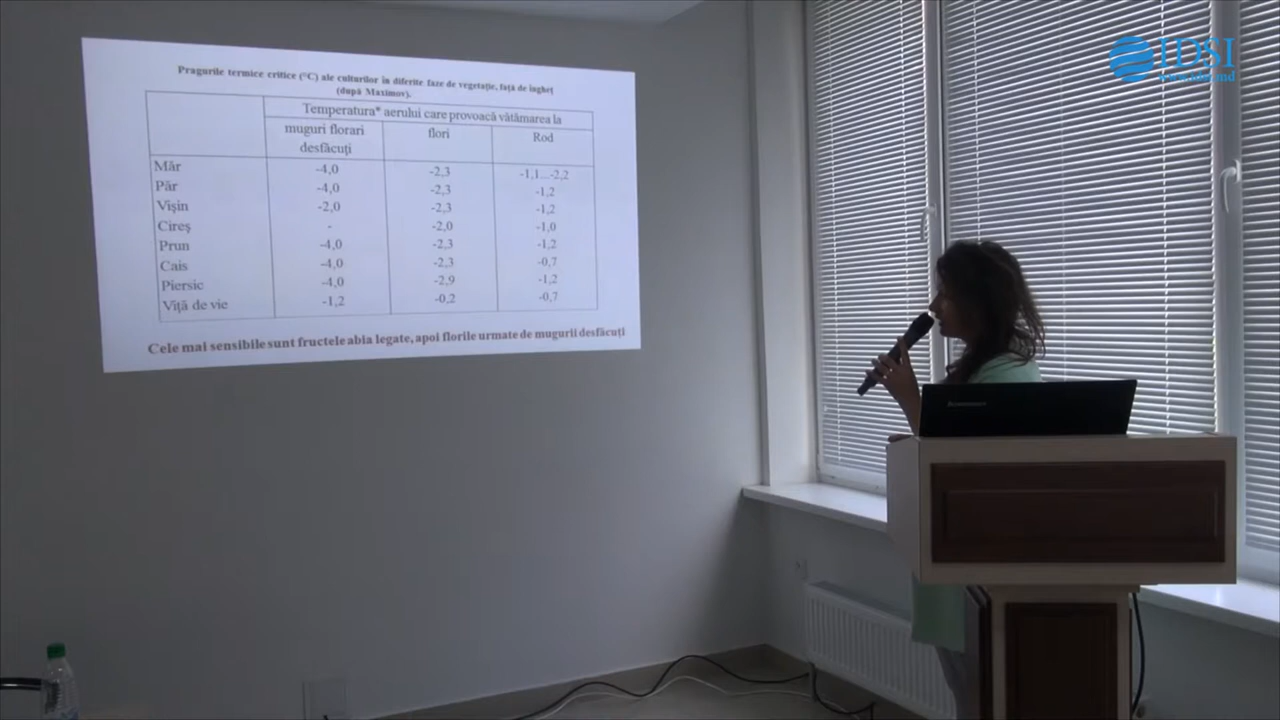 IDSI
www.idsi.md
Pragurile termice critice (°C) ale culturilor în diferite faze de vegetație, față de îngheț
(după Maximov).
Temperatura* aerului care provoacă vătămarea la
muguri florari desfăcuți flori Rod
Măr -4,0 -2,3 -1,1...-2,2
Păr -4,0 -2,3 -1,2
Vișin -2,0 -2,3 -1,2
Cireș - -2,0 -1,0
Prun -4,0 -2,3 -1,2
Cais -4,0 -2,3 -0,7
Piersic -4,0 -2,9 -1,2
Viță de vie -1,2 -0,2 -0,7
Cele mai sensibile sunt fructele abia legate, apoi florile urmate de mugurii desfăcuți
lenovo